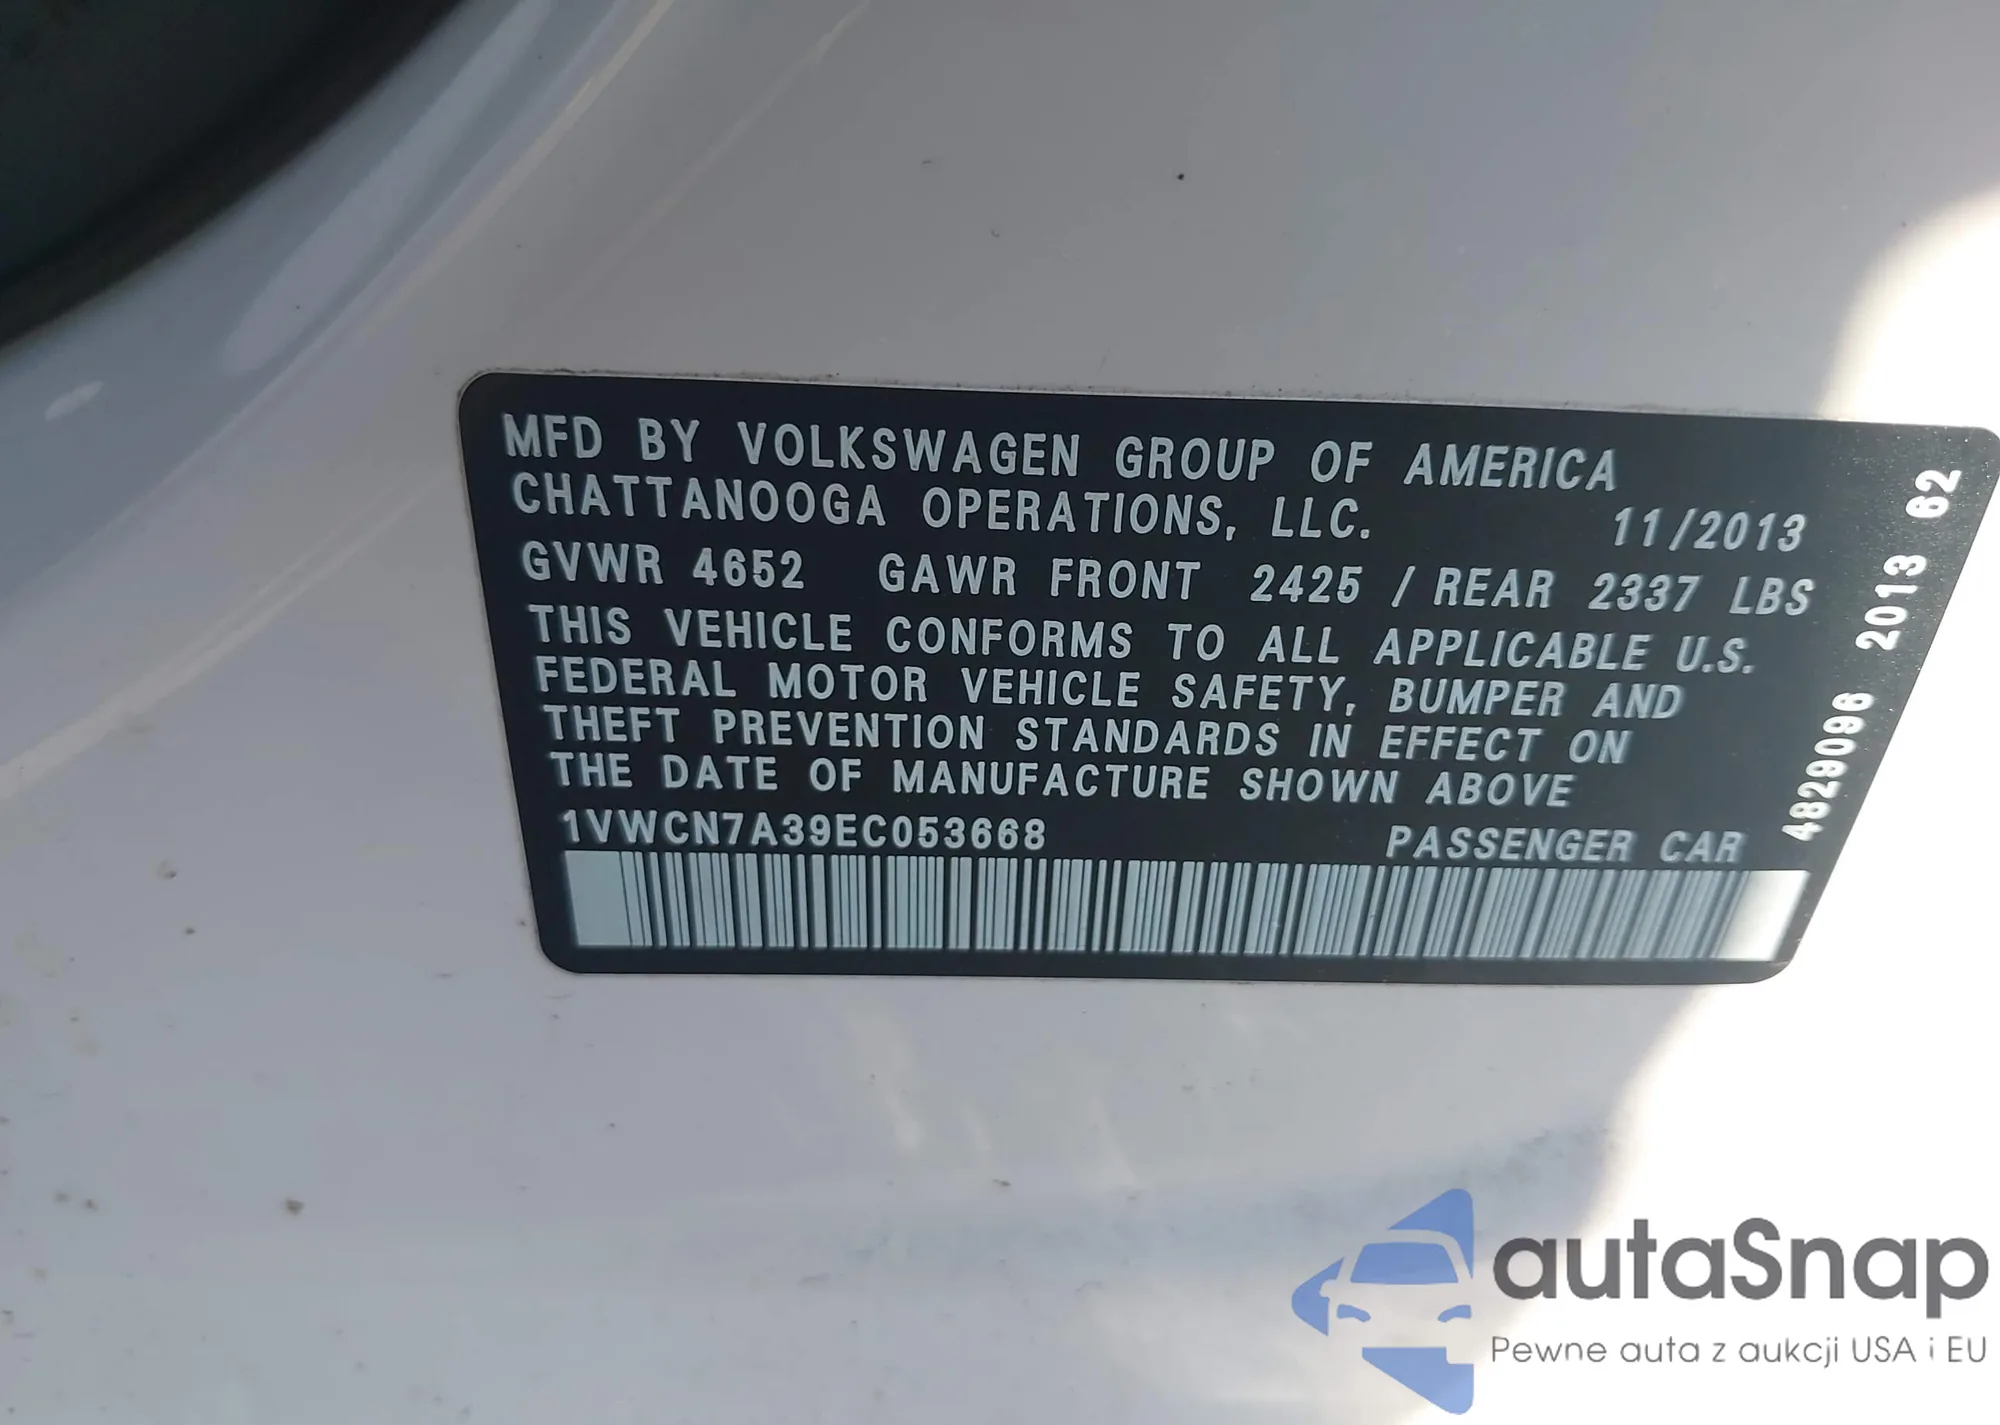 MFD BY VOLKSWAGEN GROUP OF AMERICA
CHATTANOOGA OPERATIONS, LLC. 11/2013
GVWR 4652 GAWR FRONT 2425 / REAR 2337 LBS
THIS VEHICLE CONFORMS TO ALL APPLICABLE U.S.
FEDERAL MOTOR VEHICLE SAFETY, BUMPER AND
THEFT PREVENTION STANDARDS IN EFFECT ON
THE DATE OF MANUFACTURE SHOWN ABOVE
1VWCN7A39EC053668 PASSENGER CAR
4829096 2013 62
autaSnap
Pewne auta z aukcji USA i EU